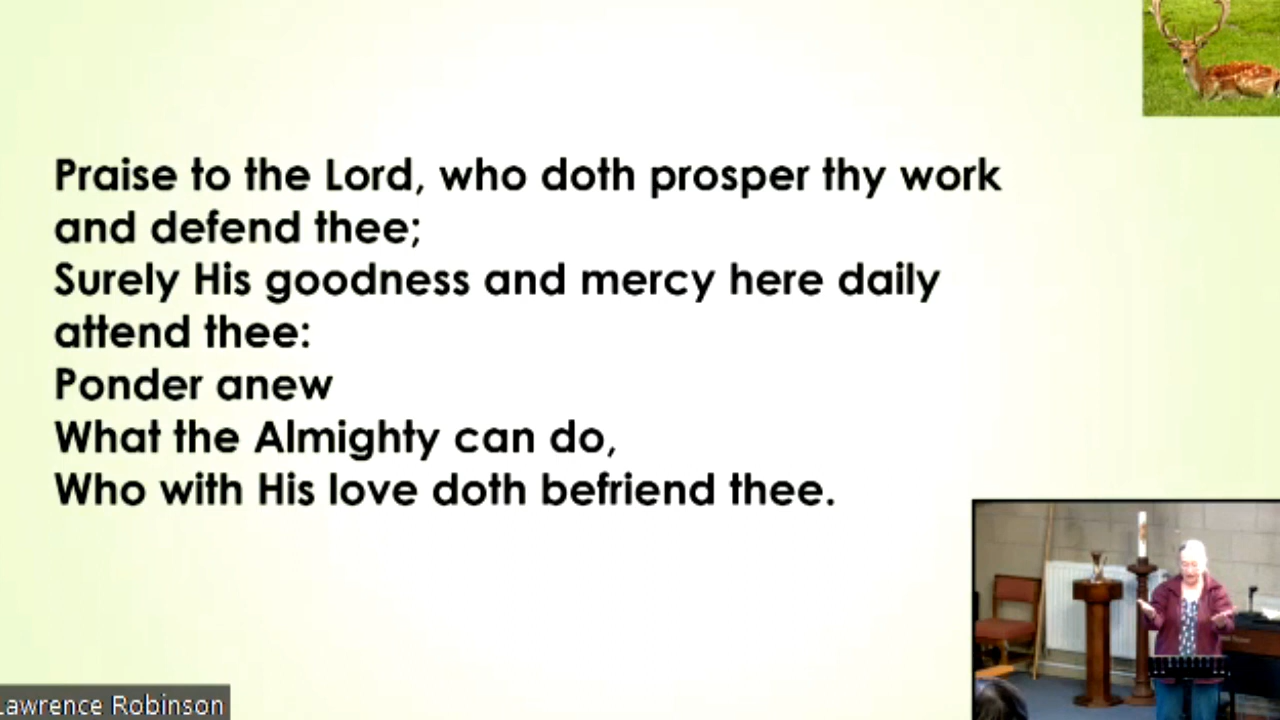 Praise to the Lord, who doth prosper thy work
and defend thee;
Surely His goodness and mercy here daily
attend thee:
Ponder anew
What the Almighty can do,
Who with His love doth befriend thee.
Lawrence Robinson